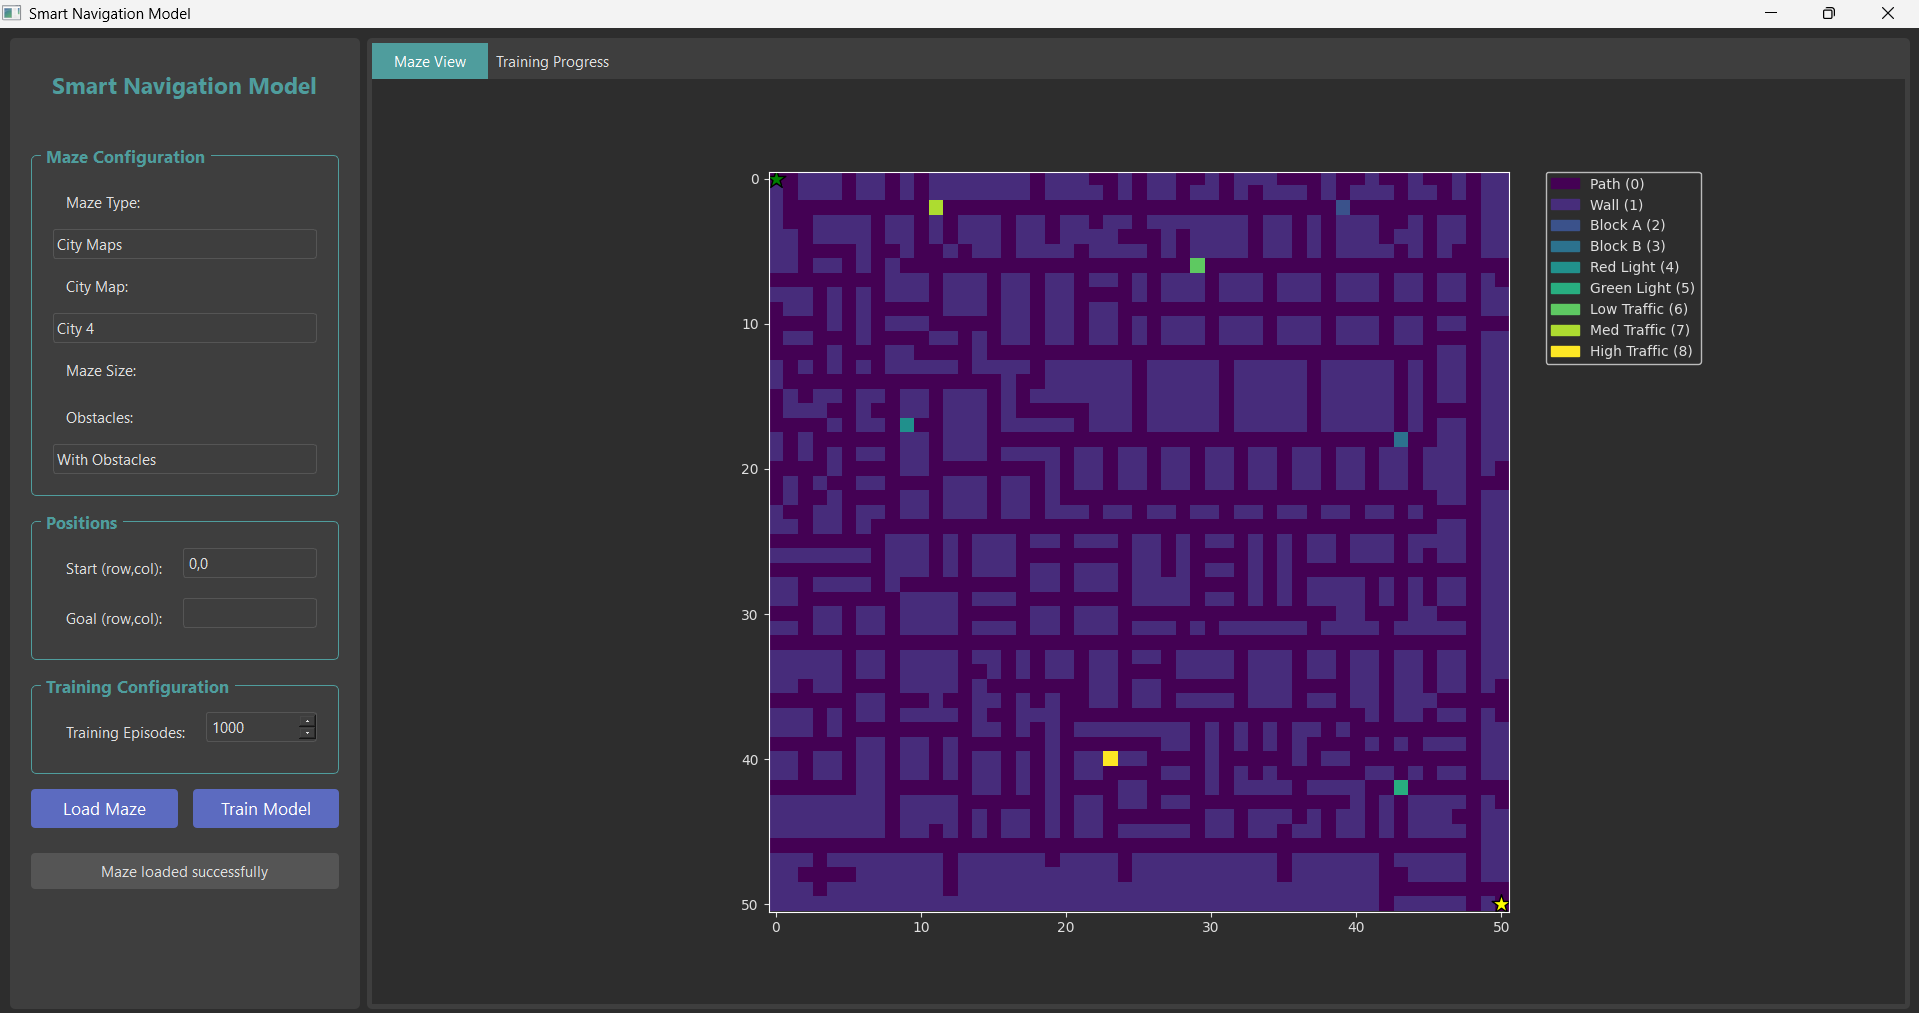 Smart Navigation Model
Smart Navigation Model
Maze Configuration
Maze Type:
City Maps
City Map:
City 4
Maze Size:
Obstacles:
With Obstacles
Positions
Start (row,col):
0,0
Goal (row,col):
Training Configuration
Training Episodes:
1000
Load Maze
Train Model
Maze loaded successfully
Maze View
Training Progress
0
10
20
30
40
50
0
10
20
30
40
50
Path (0)
Wall (1)
Block A (2)
Block B (3)
Red Light (4)
Green Light (5)
Low Traffic (6)
Med Traffic (7)
High Traffic (8)